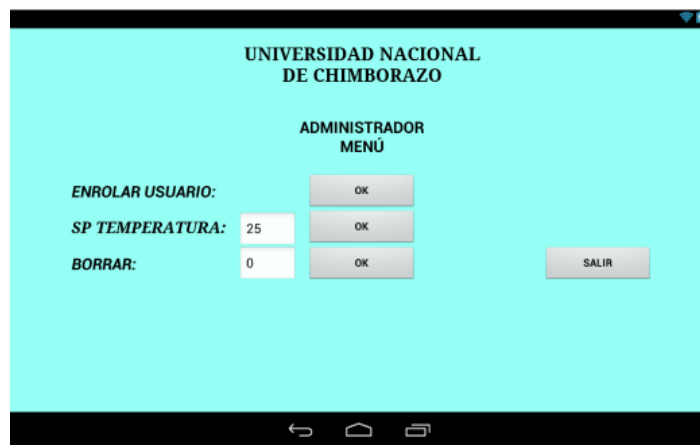 UNIVERSIDAD NACIONAL
DE CHIMBORAZO
ADMINISTRADOR
MENÚ
ENROLAR USUARIO: OK
SP TEMPERATURA: 25 OK
BORRAR: 0 OK SALIR